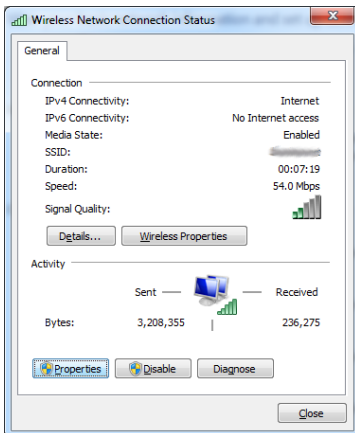 Wireless Network Connection Status
General
Connection
IPv4 Connectivity: Internet
IPv6 Connectivity: No Internet access
Media State: Enabled
SSID:
Duration: 00:07:19
Speed: 54.0 Mbps
Signal Quality:
Details... Wireless Properties
Activity
Sent Received
Bytes: 3,208,355 236,275
Properties Disable Diagnose
Close